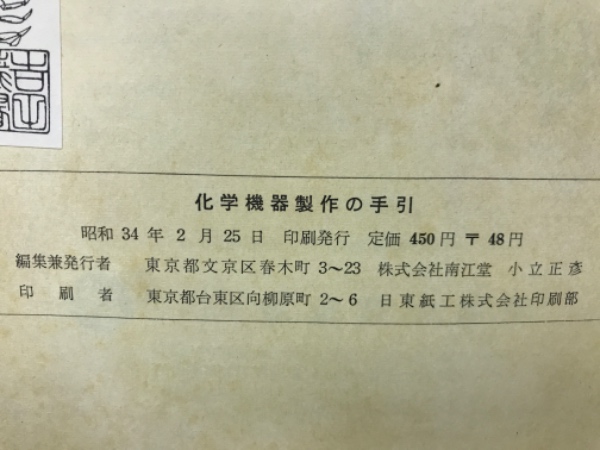 化学機器製作の手引
昭和 34 年 2 月 25 日 印刷発行 定価 450 円 〒 48 円
編集兼発行者 東京都文京区春木町 3〜23 株式会社南江堂 小立正彦
印刷者 東京都台東区向柳原町 2〜6 日東紙工株式会社印刷部